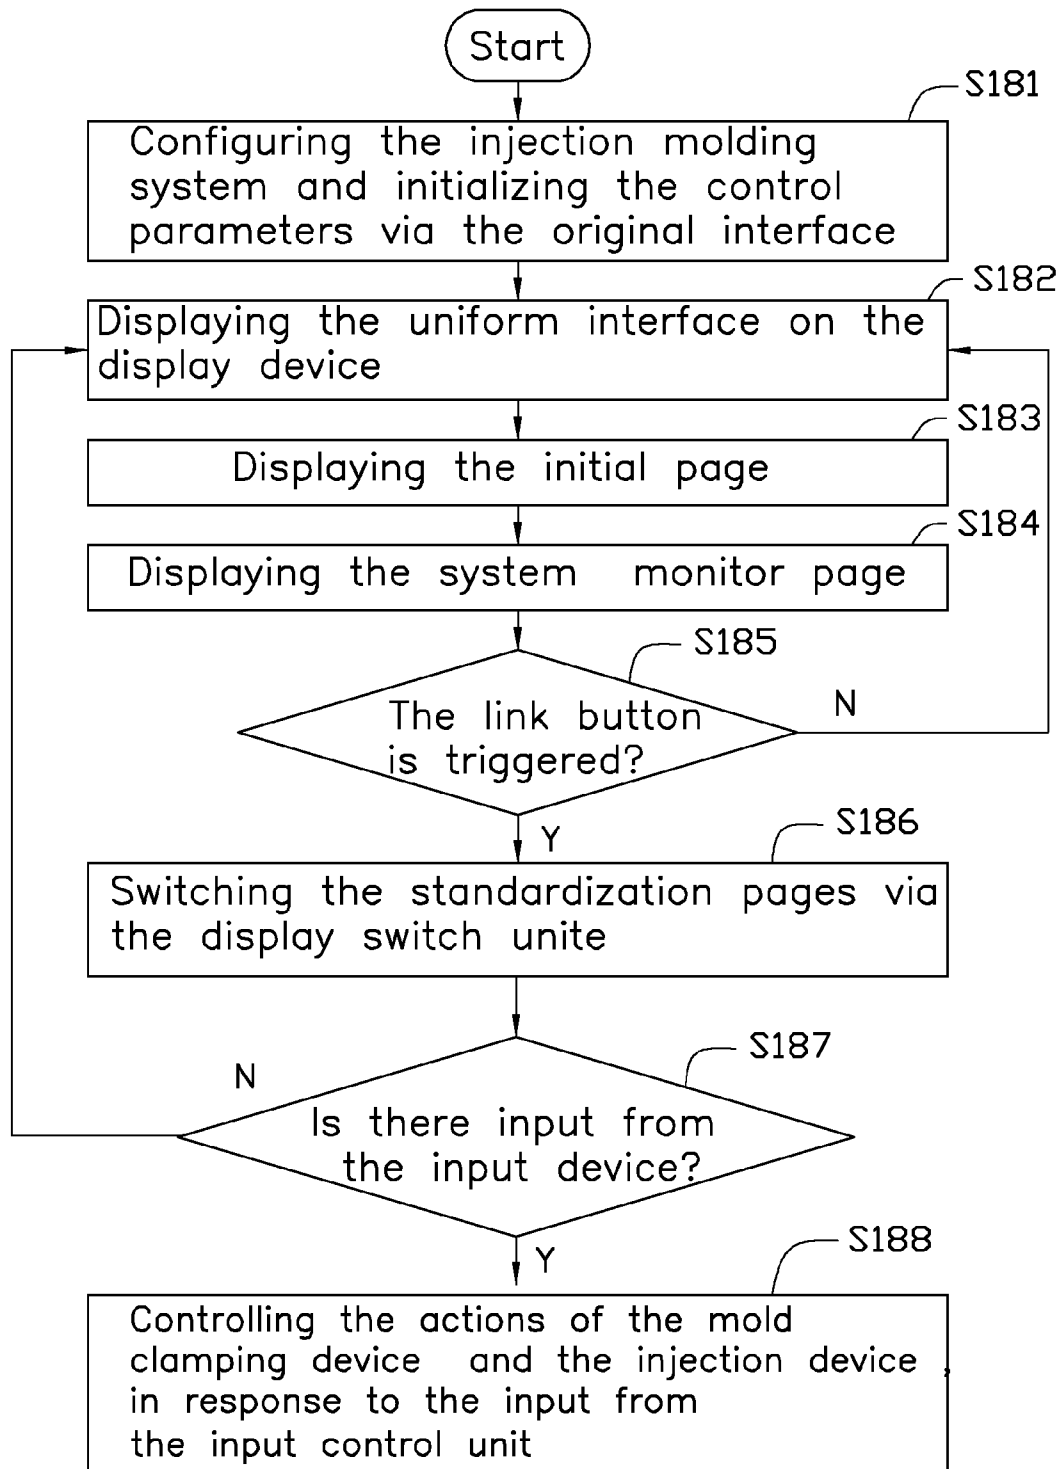 Start
S181
Configuring the injection molding
system and initializing the control
parameters via the original interface
S182
Displaying the uniform interface on the
display device
S183
Displaying the initial page
S184
Displaying the system monitor page
S185
The link button
is triggered?
N
Y
S186
Switching the standardization pages via
the display switch unite
S187
N
Is there input from
the input device?
Y
S188
Controlling the actions of the mold
clamping device and the injection device ,
in response to the input from
the input control unit